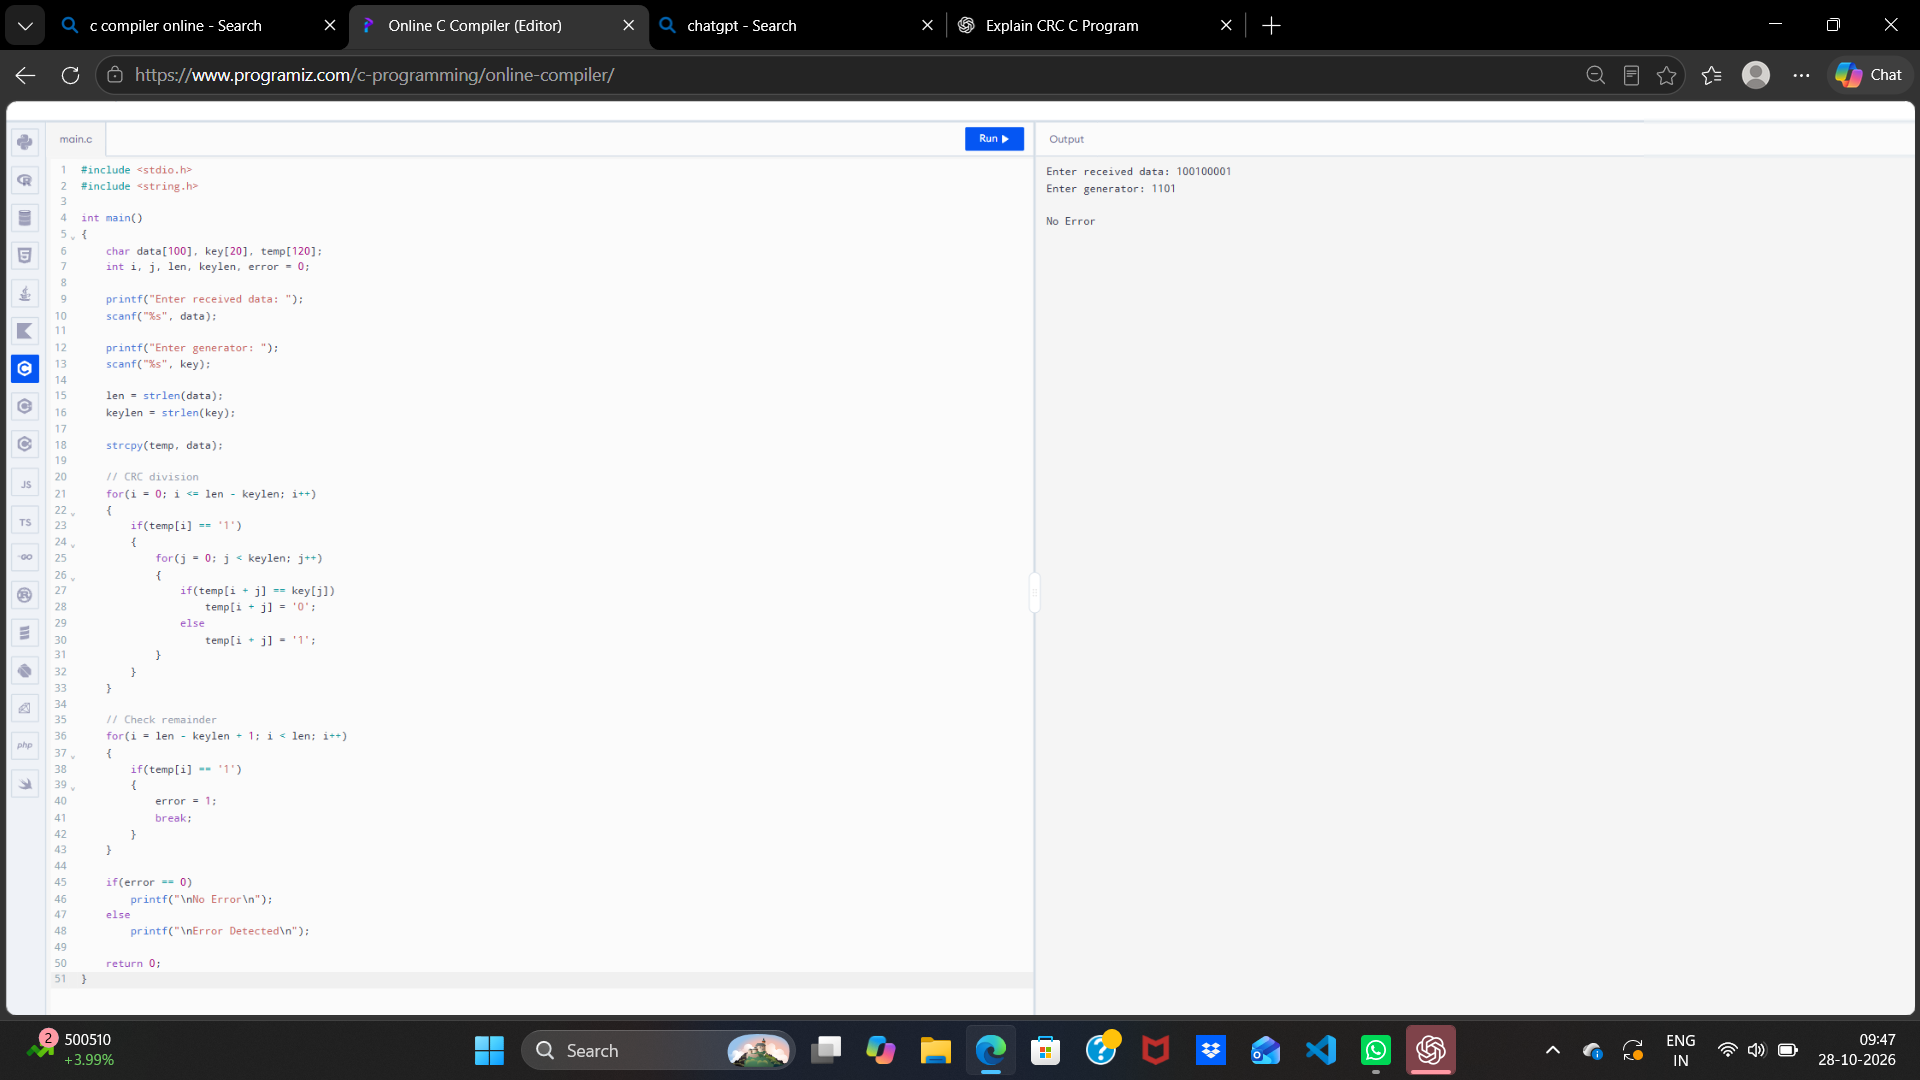 c compiler online - Search
Online C Compiler (Editor)
chatgpt - Search
Explain CRC C Program
https://www.programiz.com/c-programming/online-compiler/
Chat
main.c
Run
Output
1 #include <stdio.h>
2 #include <string.h>
3
4 int main()
5 {
6     char data[100], key[20], temp[120];
7     int i, j, len, keylen, error = 0;
8
9     printf("Enter received data: ");
10     scanf("%s", data);
11
12     printf("Enter generator: ");
13     scanf("%s", key);
14
15     len = strlen(data);
16     keylen = strlen(key);
17
18     strcpy(temp, data);
19
20     // CRC division
21     for(i = 0; i <= len - keylen; i++)
22     {
23         if(temp[i] == '1')
24         {
25             for(j = 0; j < keylen; j++)
26             {
27                 if(temp[i + j] == key[j])
28                     temp[i + j] = '0';
29                 else
30                     temp[i + j] = '1';
31             }
32         }
33     }
34
35     // Check remainder
36     for(i = len - keylen + 1; i < len; i++)
37     {
38         if(temp[i] == '1')
39         {
40             error = 1;
41             break;
42         }
43     }
44
45     if(error == 0)
46         printf("\nNo Error\n");
47     else
48         printf("\nError Detected\n");
49
50     return 0;
51 }
Enter received data: 100100001
Enter generator: 1101
No Error
JS
TS
GO
php
2
500510
+3.99%
Search
ENG
IN
09:47
28-10-2026